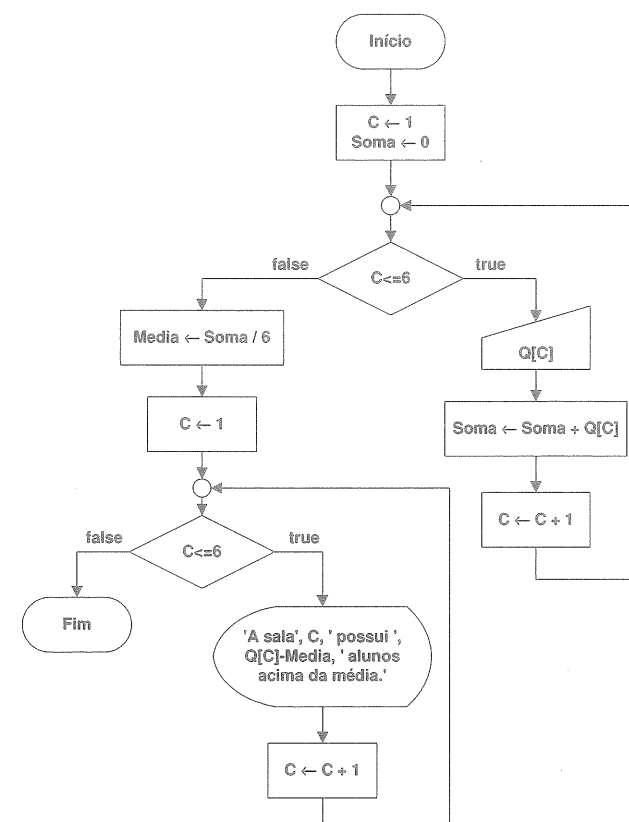 Início
C ← 1
Soma ← 0
false
C<=6
true
Media ← Soma / 6
Q[C]
C ← 1
Soma ← Soma + Q[C]
C ← C + 1
false
C<=6
true
Fim
'A sala', C, ' possui ',
Q[C]-Media, ' alunos
acima da média.'
C ← C + 1